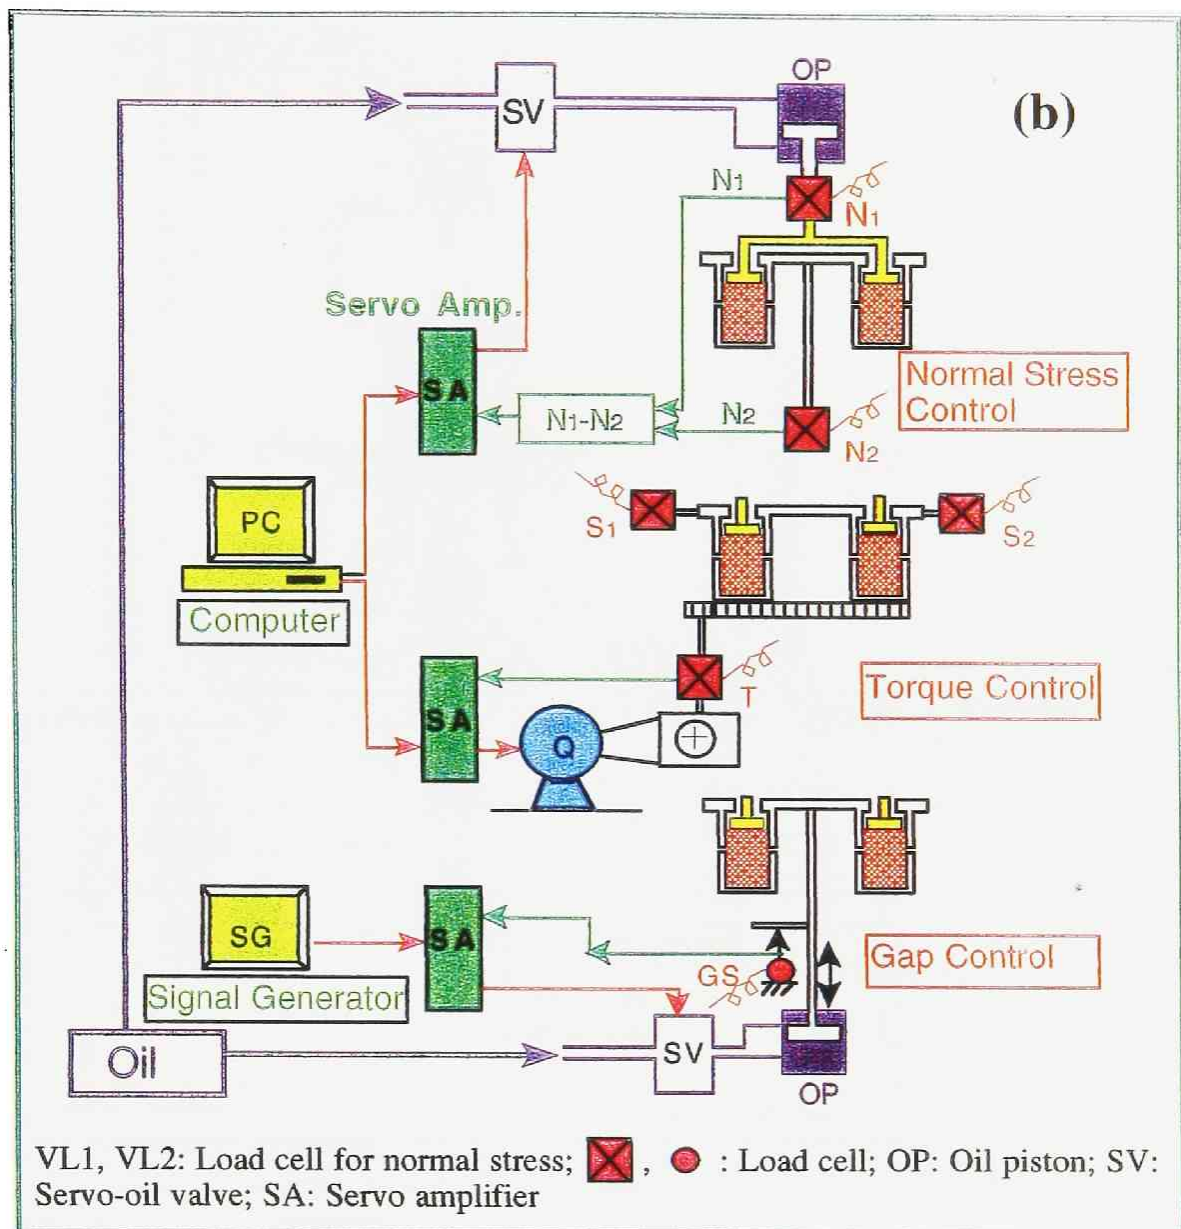 OP
SV
(b)
N1
N1
Servo Amp.
SA
N1-N2
N2
N2
Normal Stress
Control
PC
Computer
S1
S2
SA
T
Torque Control
Q
SG
Signal Generator
SA
GS
Gap Control
Oil
SV
OP
VL1, VL2: Load cell for normal stress; , : Load cell; OP: Oil piston; SV:
Servo-oil valve; SA: Servo amplifier